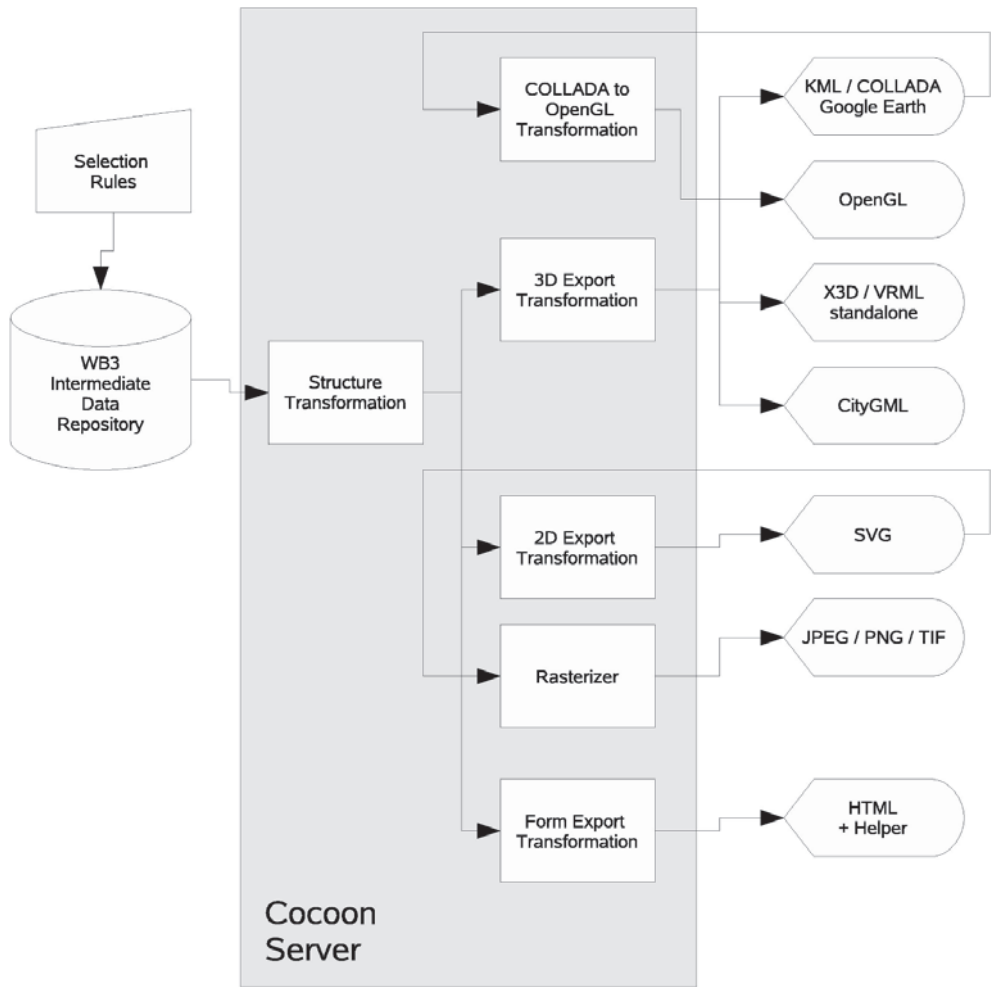 COLLADA to
OpenGL
Transformation
KML / COLLADA
Google Earth
Selection
Rules
OpenGL
3D Export
Transformation
X3D / VRML
standalone
WB3
Intermediate
Data
Repository
Structure
Transformation
CityGML
2D Export
Transformation
SVG
Rasterizer
JPEG / PNG / TIF
Form Export
Transformation
HTML
+ Helper
Cocoon
Server